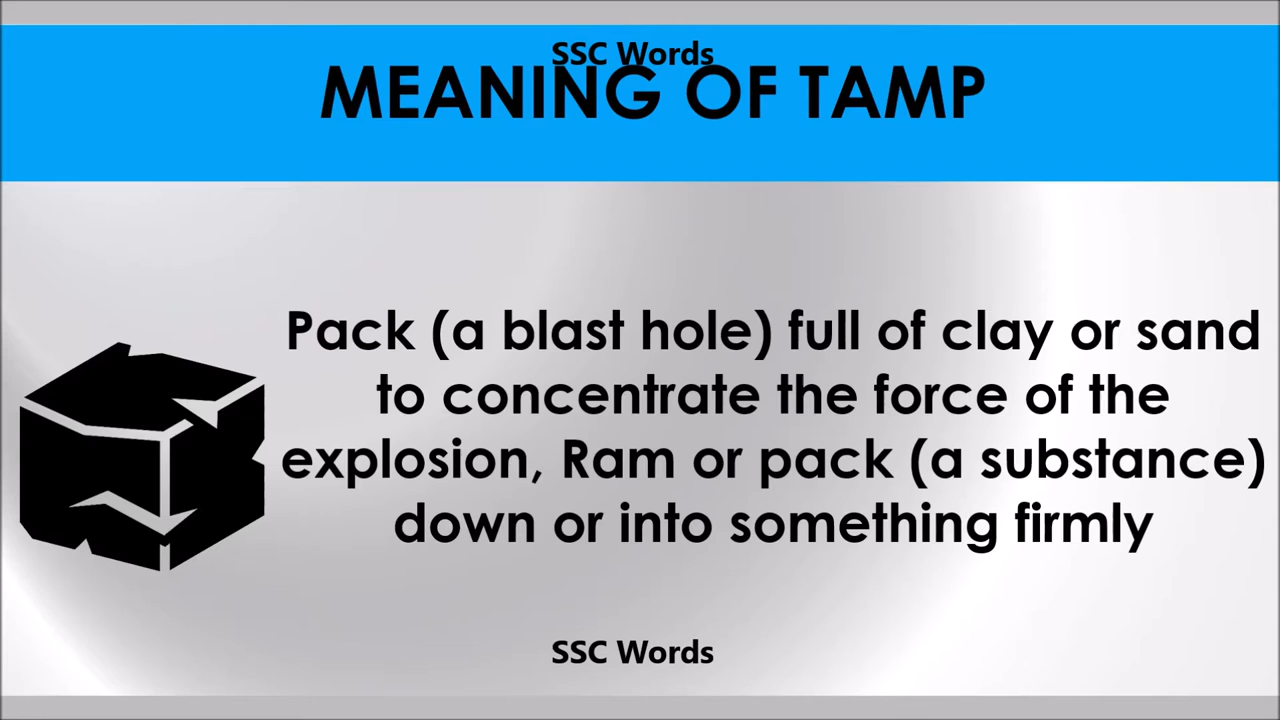 SSC Words
MEANING OF TAMP
Pack (a blast hole) full of clay or sand
to concentrate the force of the
explosion, Ram or pack (a substance)
down or into something firmly
SSC Words